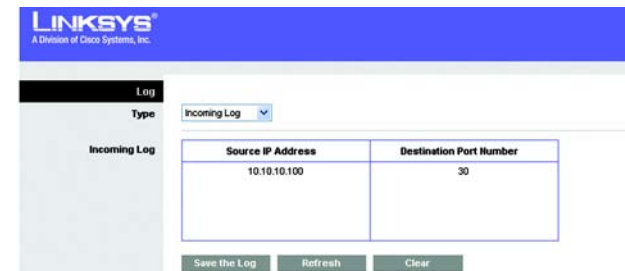 LINKSYS®
A Division of Cisco Systems, Inc.
Log
Type
Incoming Log
Incoming Log
Source IP Address Destination Port Number
10.10.10.100 30
Save the Log Refresh Clear